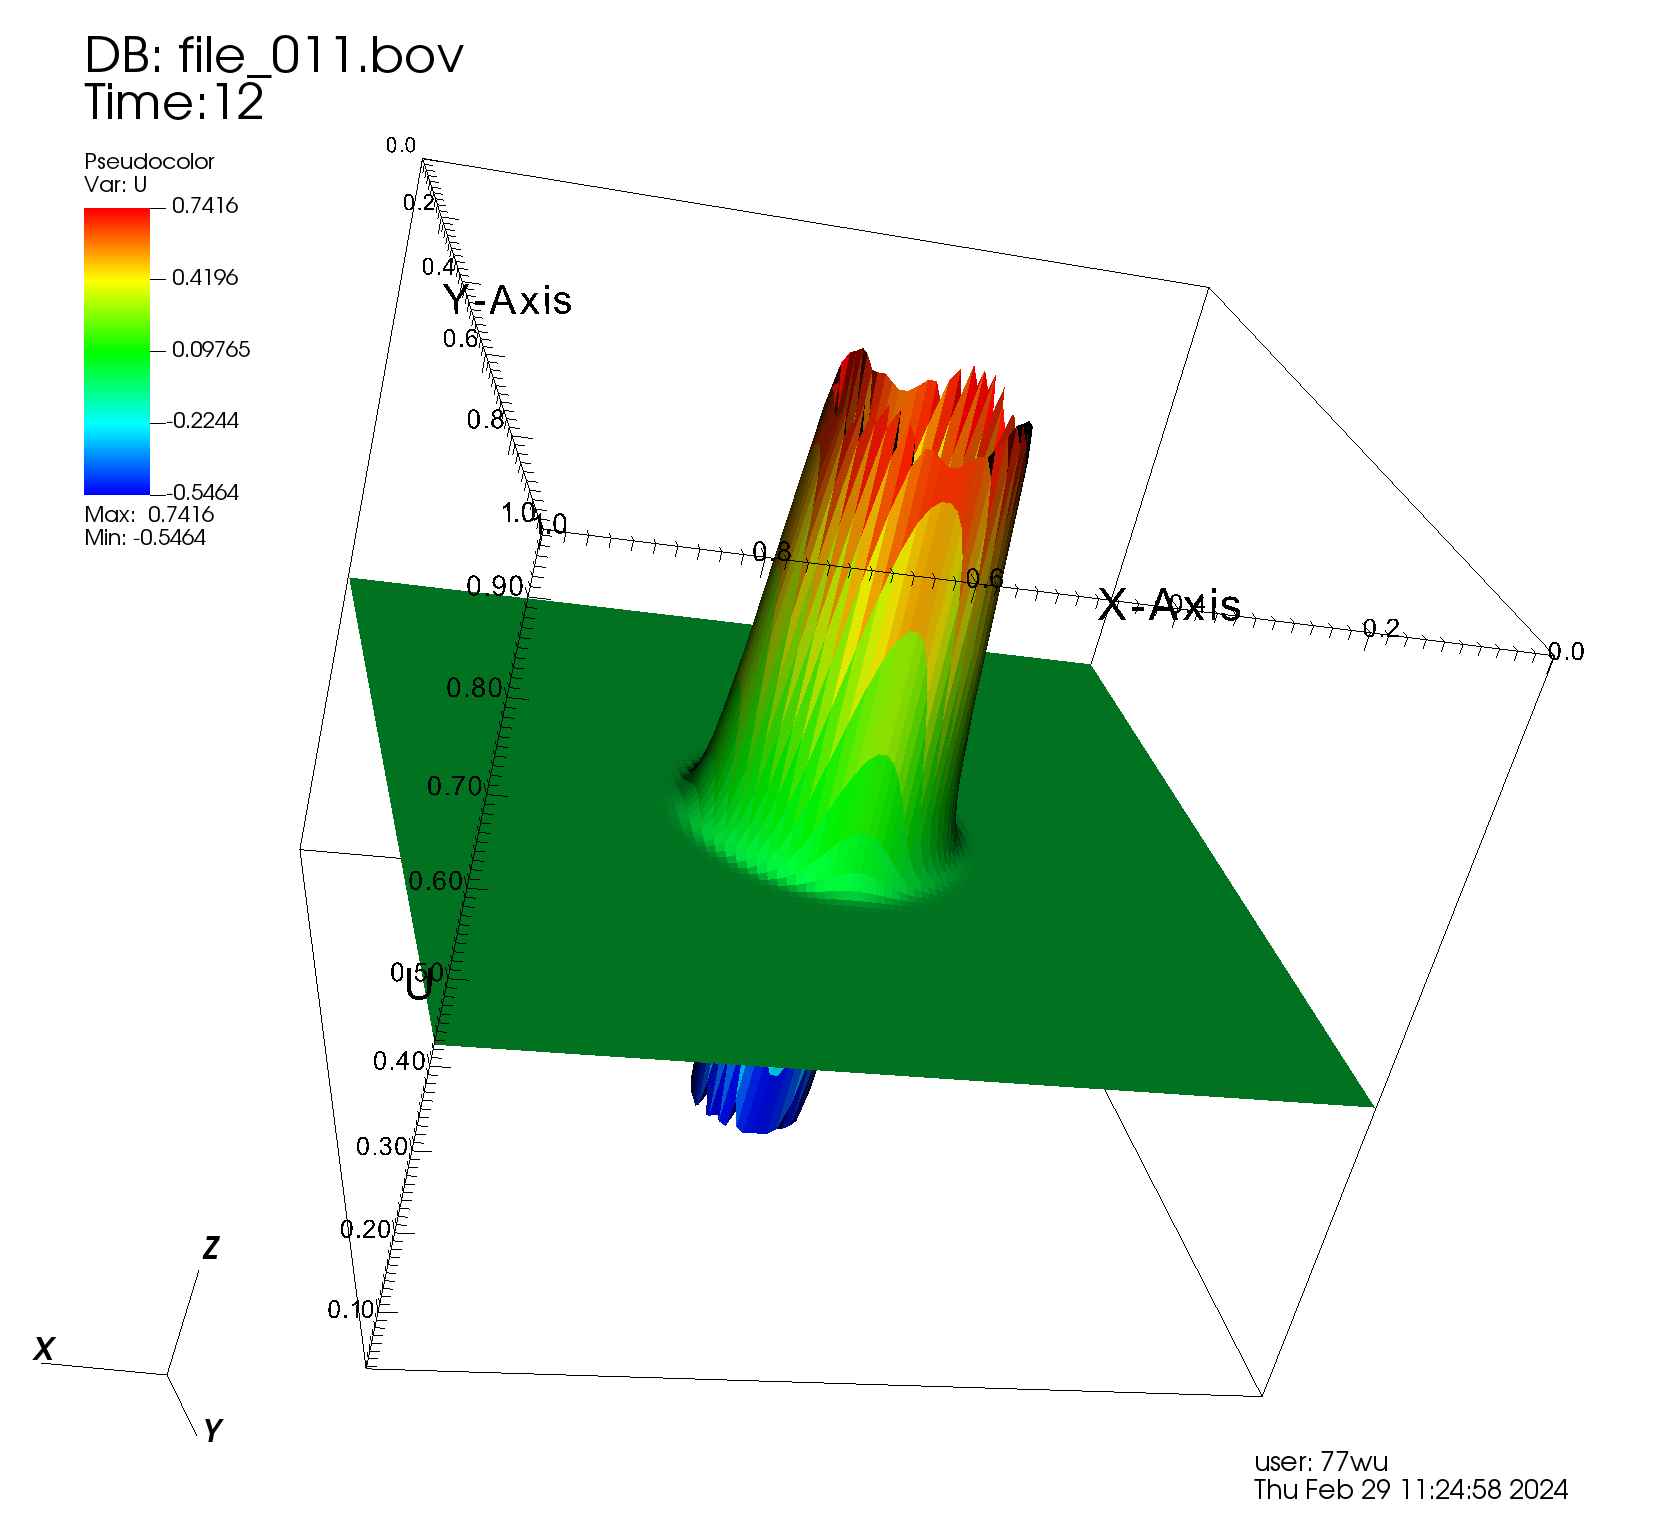 DB: file_011.bov
Time:12
Pseudocolor
Var: U
0.7416
0.4196
0.09765
-0.2244
-0.5464
Max: 0.7416
Min: -0.5464
0.0
0.2
0.4
Y-Axis
0.6
0.8
1.0
1.0
0.8
0.6
X-Axis
0.4
0.2
0.0
0.90
0.80
0.70
0.60
0.50
U
0.40
0.30
0.20
0.10
Z
X
Y
user: 77wu
Thu Feb 29 11:24:58 2024